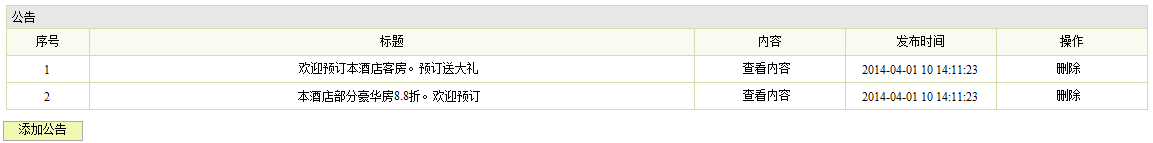 公告
序号 标题 内容 发布时间 操作
1 欢迎预订本酒店客房。预订送大礼 查看内容 2014-04-01 10 14:11:23 删除
2 本酒店部分豪华房8.8折。欢迎预订 查看内容 2014-04-01 10 14:11:23 删除
添加公告